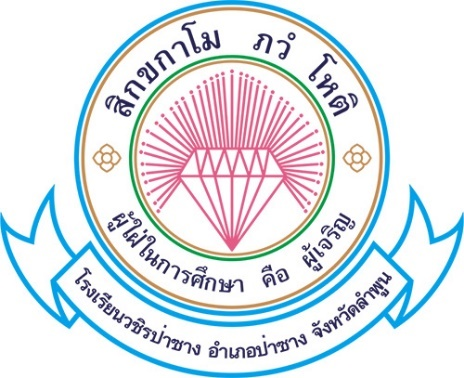 สิกขกาโม ภวํ โหติ
ผู้ใฝ่ในการศึกษา คือ ผู้เจริญ
โรงเรียนวชิรป่าซาง อำเภอป่าซาง จังหวัดลำพูน